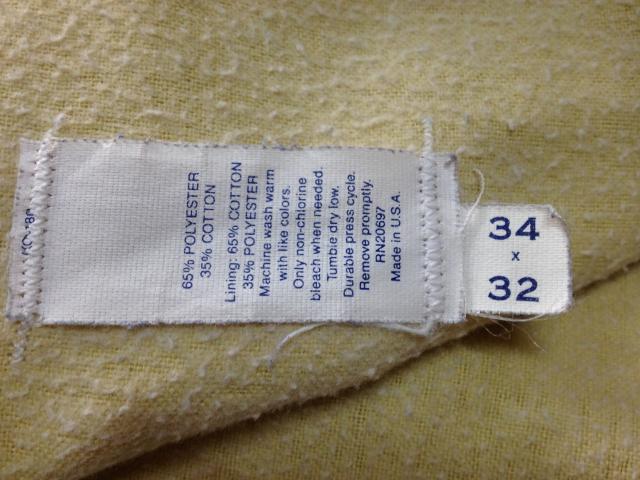 65% POLYESTER
35% COTTON
Lining: 65% COTTON
35% POLYESTER
Machine wash warm
with like colors.
Only non-chlorine
bleach when needed.
Tumble dry low.
Durable press cycle.
Remove promptly.
RN20697
Made in U.S.A.
34
x
32